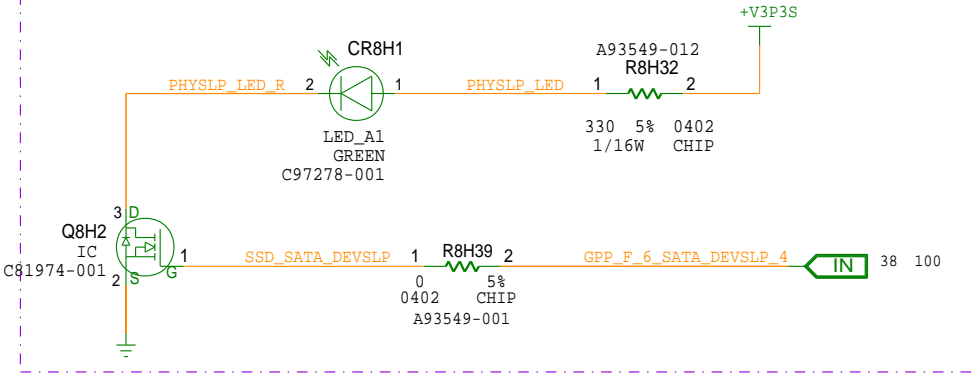 +V3P3S
CR8H1
A93549-012
R8H32
PHYSLP_LED_R 2 1 PHYSLP_LED 1 2
330 5% 0402
1/16W CHIP
LED_A1
GREEN
C97278-001
3 D
Q8H2
IC
C81974-001
2 S G 1
SSD_SATA_DEVSLP 1 R8H39 2 GPP_F_6_SATA_DEVSLP_4 IN 38 100
0 5%
0402 CHIP
A93549-001